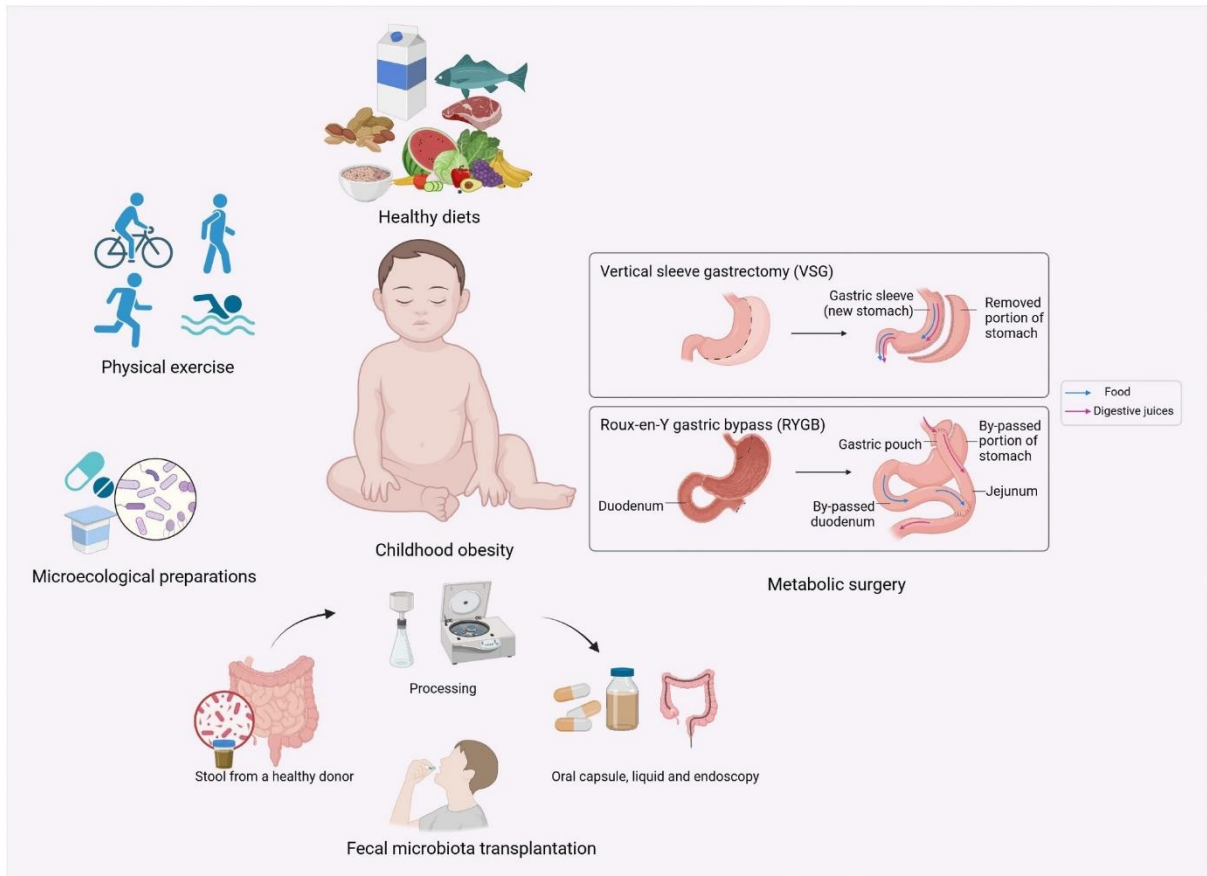 Healthy diets
Physical exercise
Vertical sleeve gastrectomy (VSG)
Gastric sleeve
(new stomach)
Removed
portion of
stomach
Food
Digestive juices
Roux-en-Y gastric bypass (RYGB)
Gastric pouch
By-passed
portion of
stomach
Duodenum
By-passed
duodenum
Jejunum
Childhood obesity
Microecological preparations
Metabolic surgery
Processing
Stool from a healthy donor
Oral capsule, liquid and endoscopy
Fecal microbiota transplantation